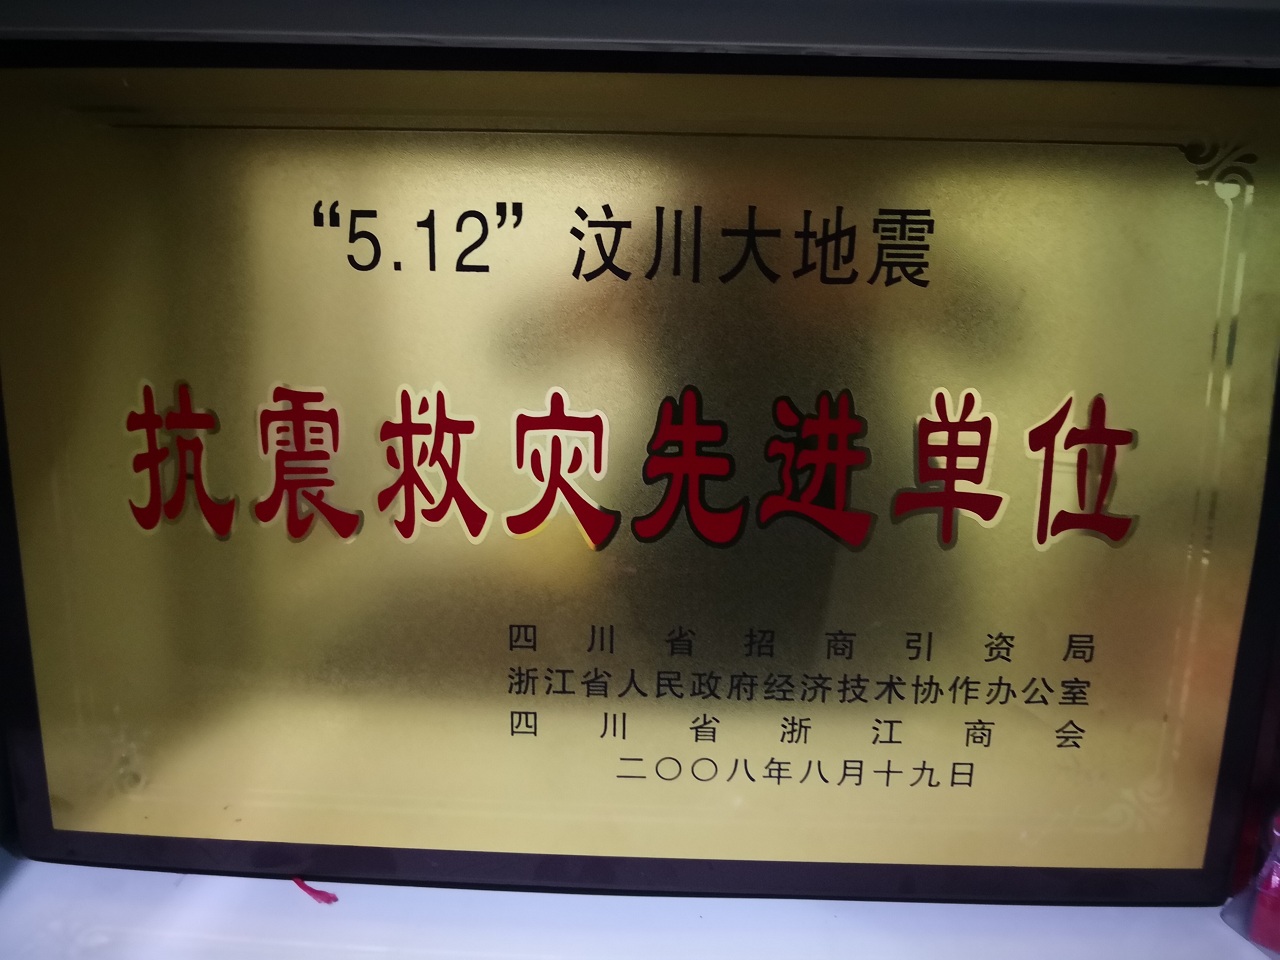 “5.12”汶川大地震
抗震救灾先进单位
四川省招商引资局
浙江省人民政府经济技术协作办公室
四川省浙江商会
二〇〇八年八月十九日